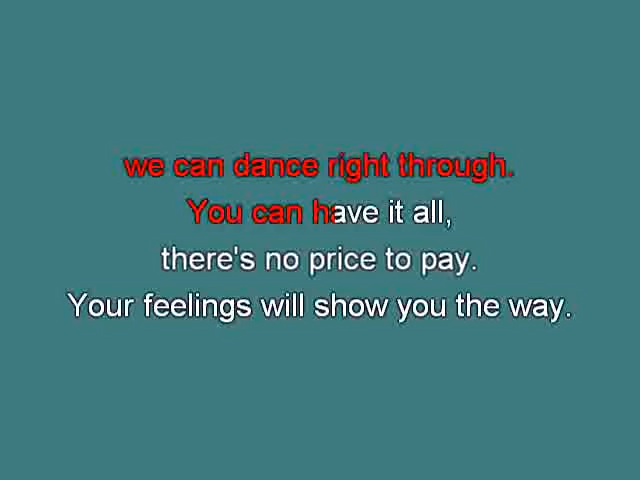 we can dance right through.
You can have it all,
there's no price to pay.
Your feelings will show you the way.